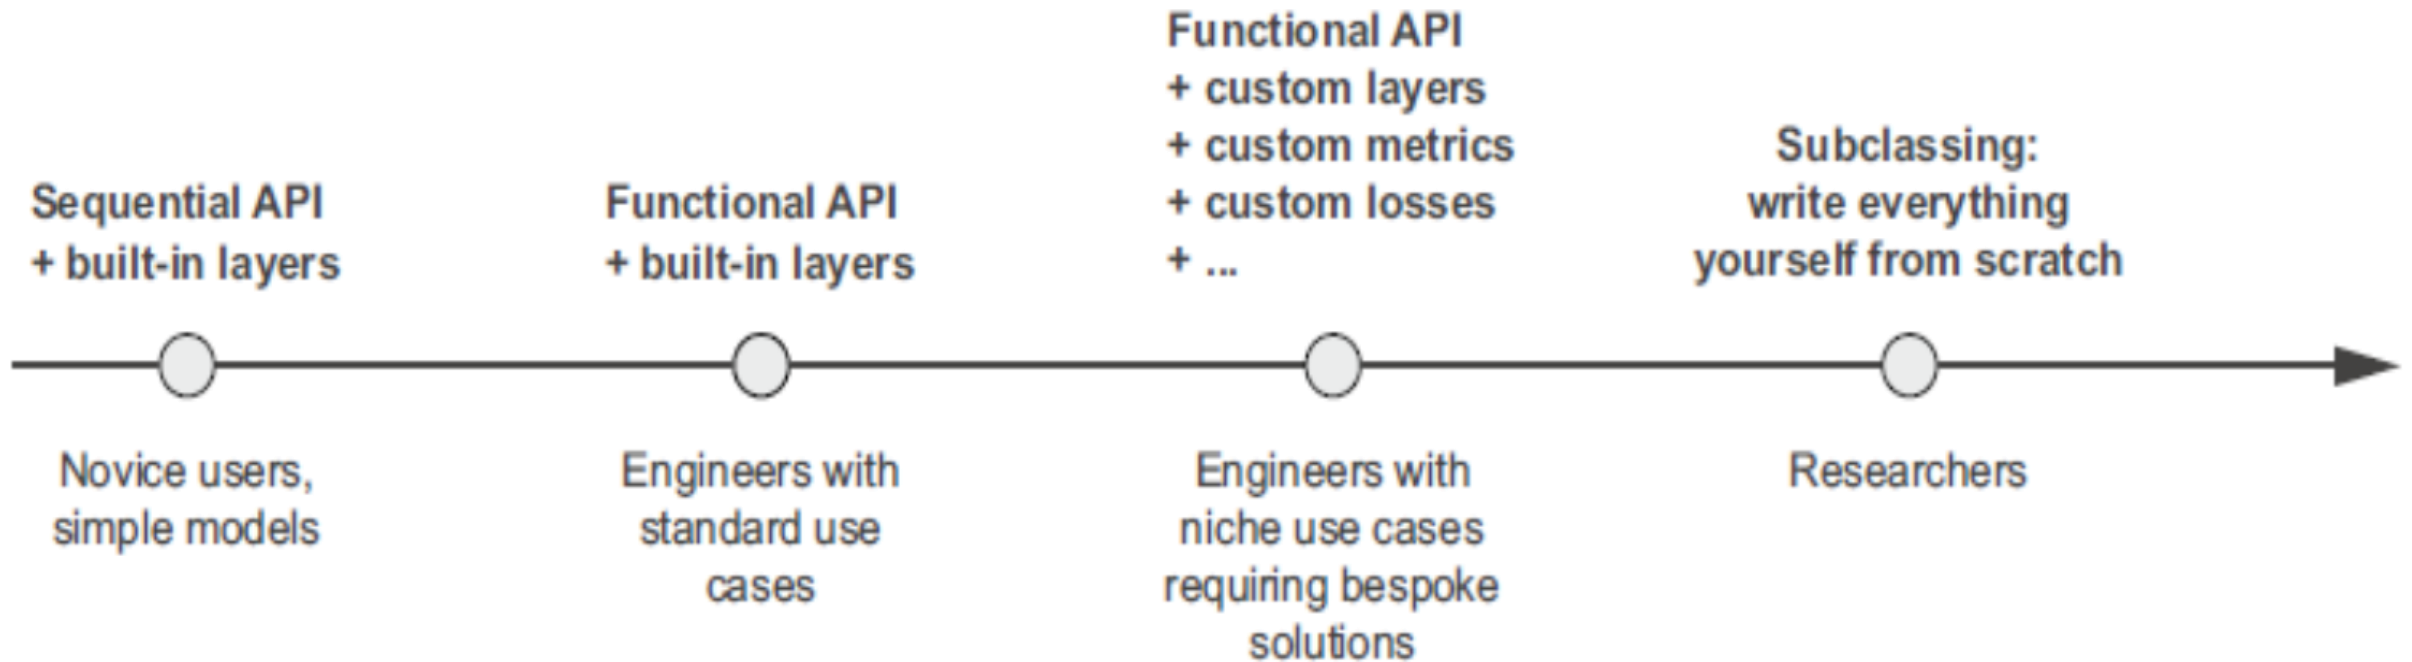 Sequential API
+ built-in layers
Functional API
+ built-in layers
Functional API
+ custom layers
+ custom metrics
+ custom losses
+ ...
Subclassing:
write everything
yourself from scratch
Novice users,
simple models
Engineers with
standard use
cases
Engineers with
niche use cases
requiring bespoke
solutions
Researchers